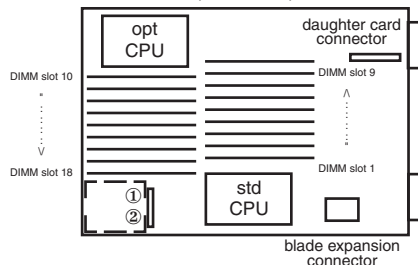 opt
CPU
daughter card
connector
DIMM slot 10
DIMM slot 9
DIMM slot 18
DIMM slot 1
①
②
std
CPU
blade expansion
connector